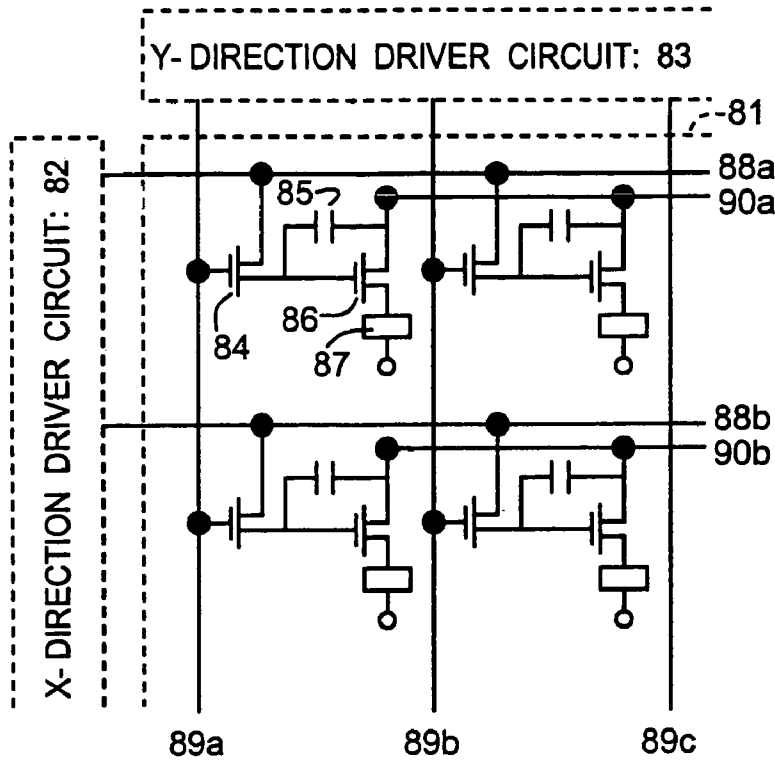 Y-DIRECTION DRIVER CIRCUIT: 83
81
X-DIRECTION DRIVER CIRCUIT: 82
88a
85
90a
84
86
87
88b
90b
89a
89b
89c